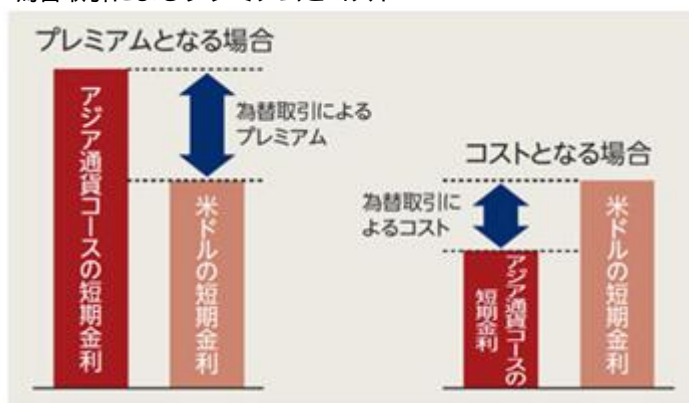 プレミアムとなる場合
アジア通貨コースの短期金利
為替取引による
プレミアム
米ドルの短期金利
コストとなる場合
為替取引に
よるコスト
アジア通貨コースの
短期金利
米ドルの短期金利